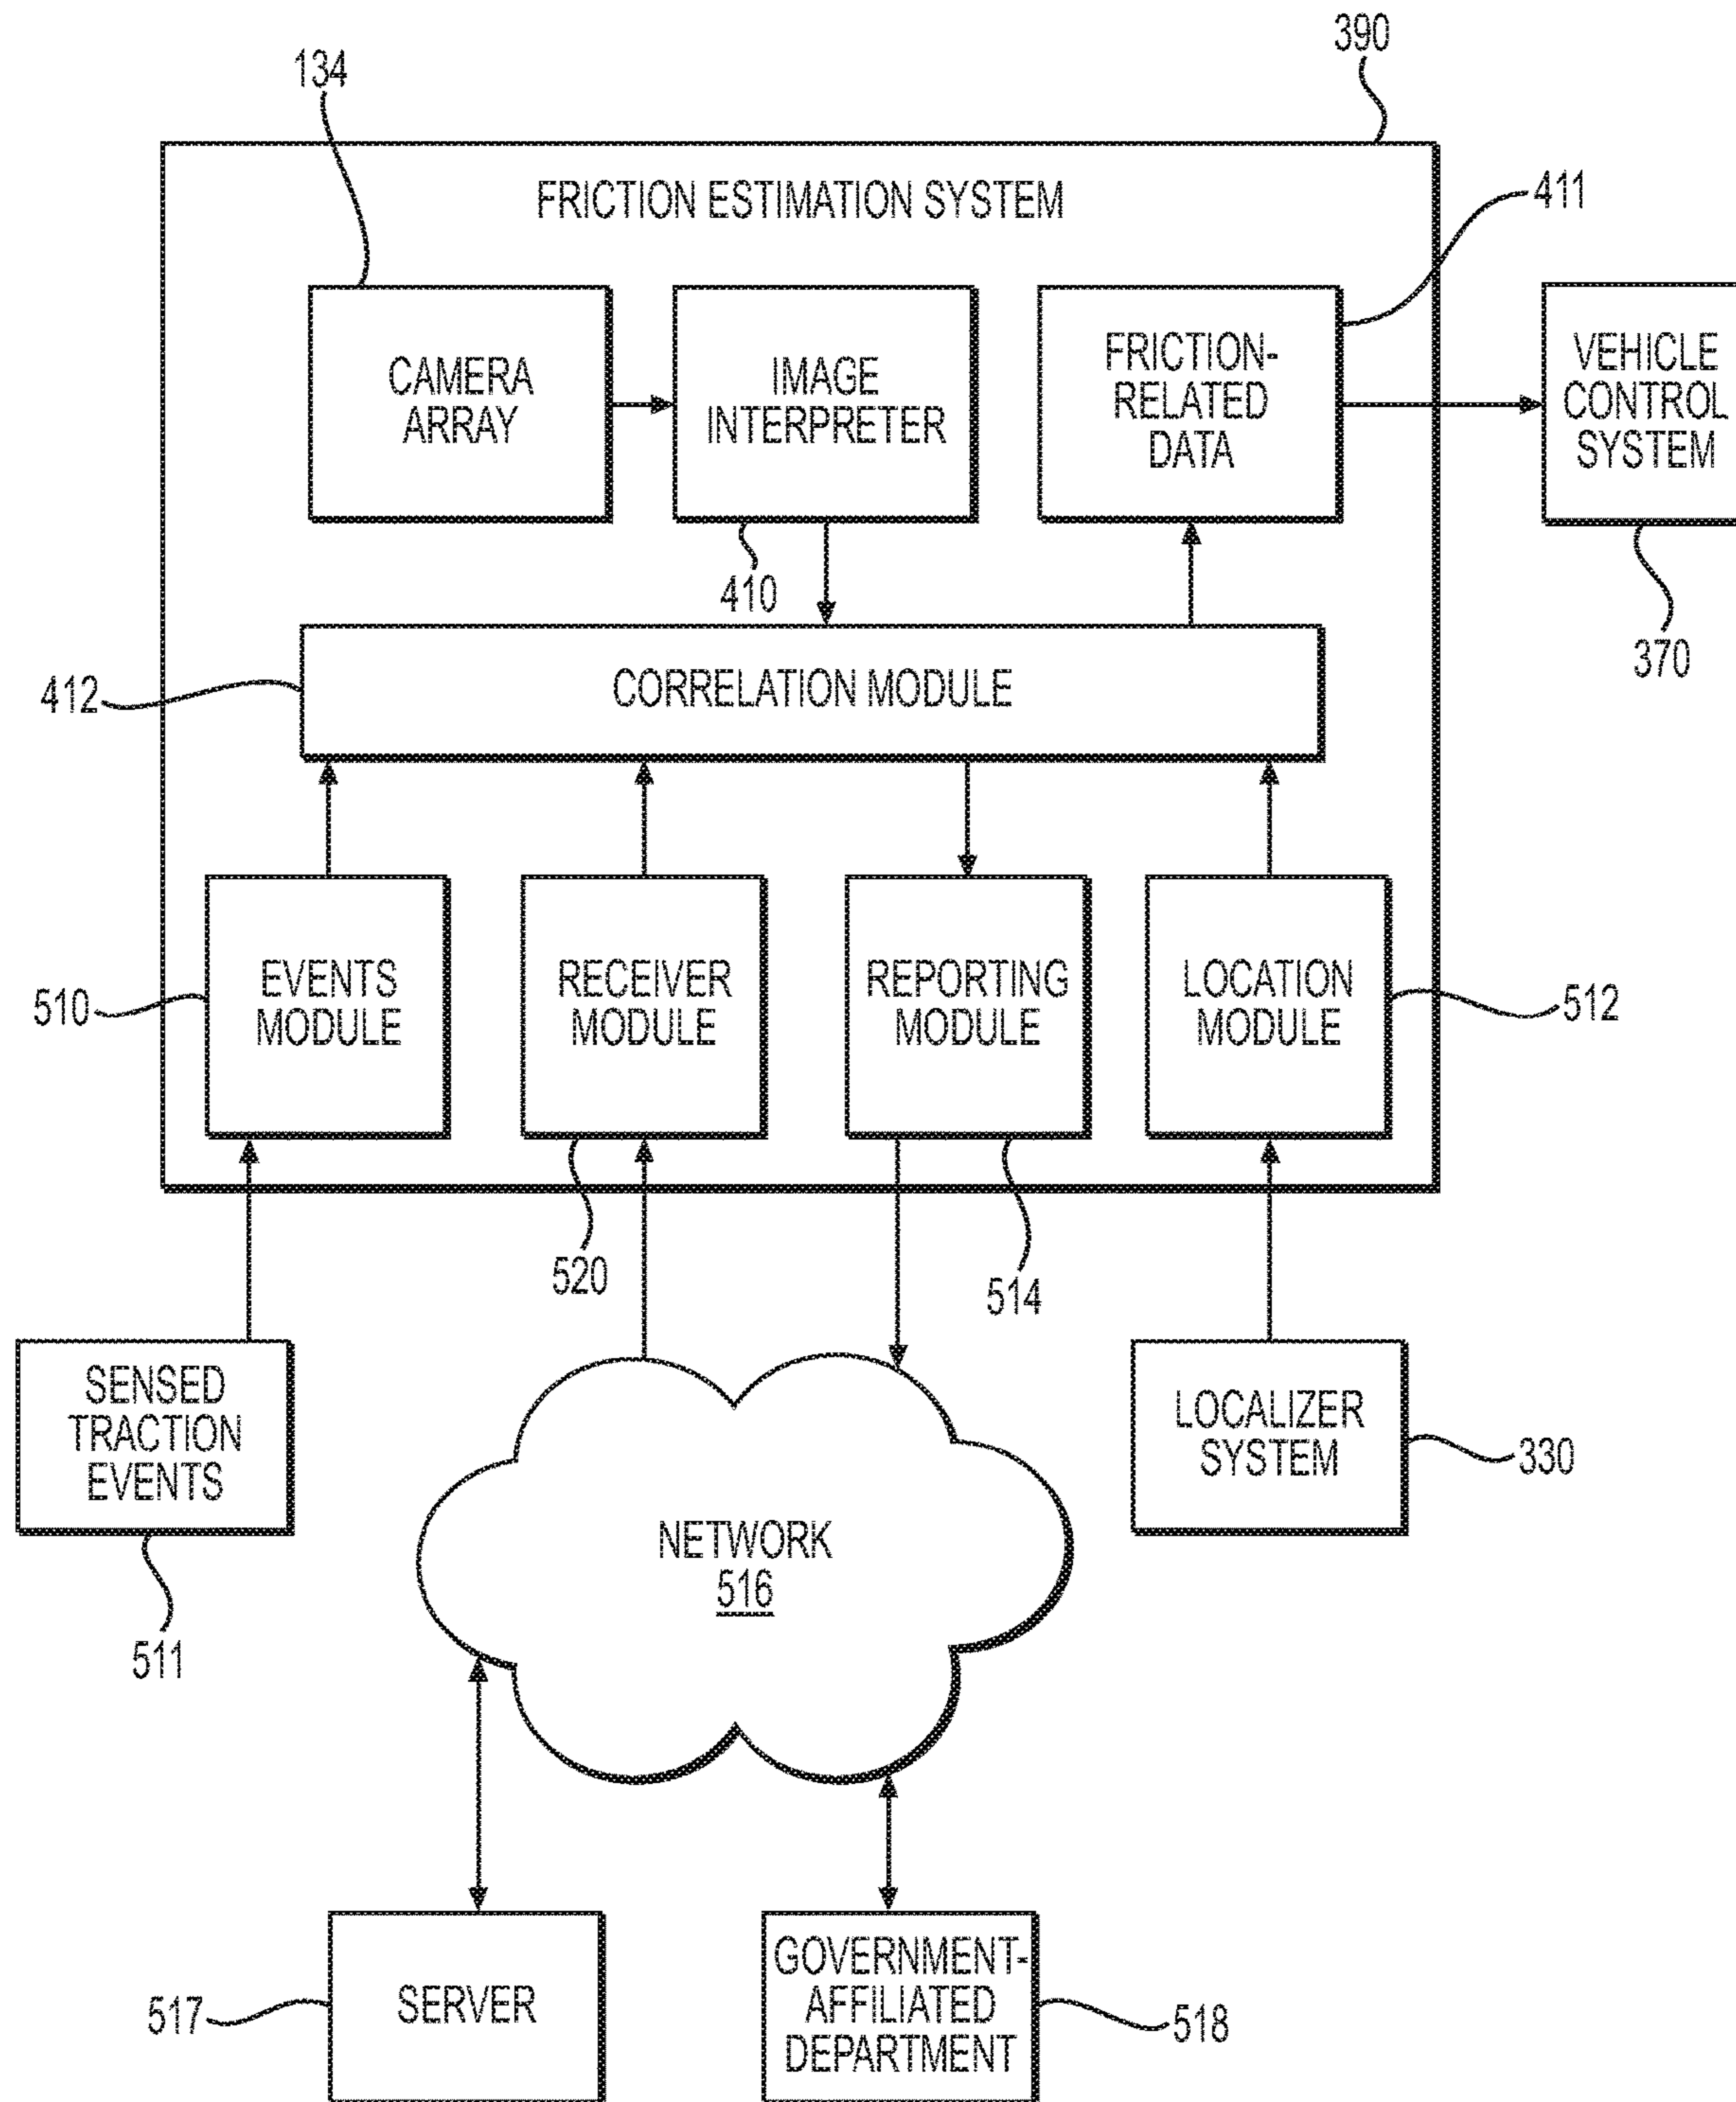 390
134
FRICTION ESTIMATION SYSTEM
411
CAMERA
ARRAY
IMAGE
INTERPRETER
FRICTION-
RELATED
DATA
VEHICLE
CONTROL
SYSTEM
410
370
412
CORRELATION MODULE
510
EVENTS
MODULE
RECEIVER
MODULE
REPORTING
MODULE
LOCATION
MODULE
512
520
514
SENSED
TRACTION
EVENTS
LOCALIZER
SYSTEM
330
NETWORK
516
511
517
SERVER
GOVERNMENT-
AFFILIATED
DEPARTMENT
518